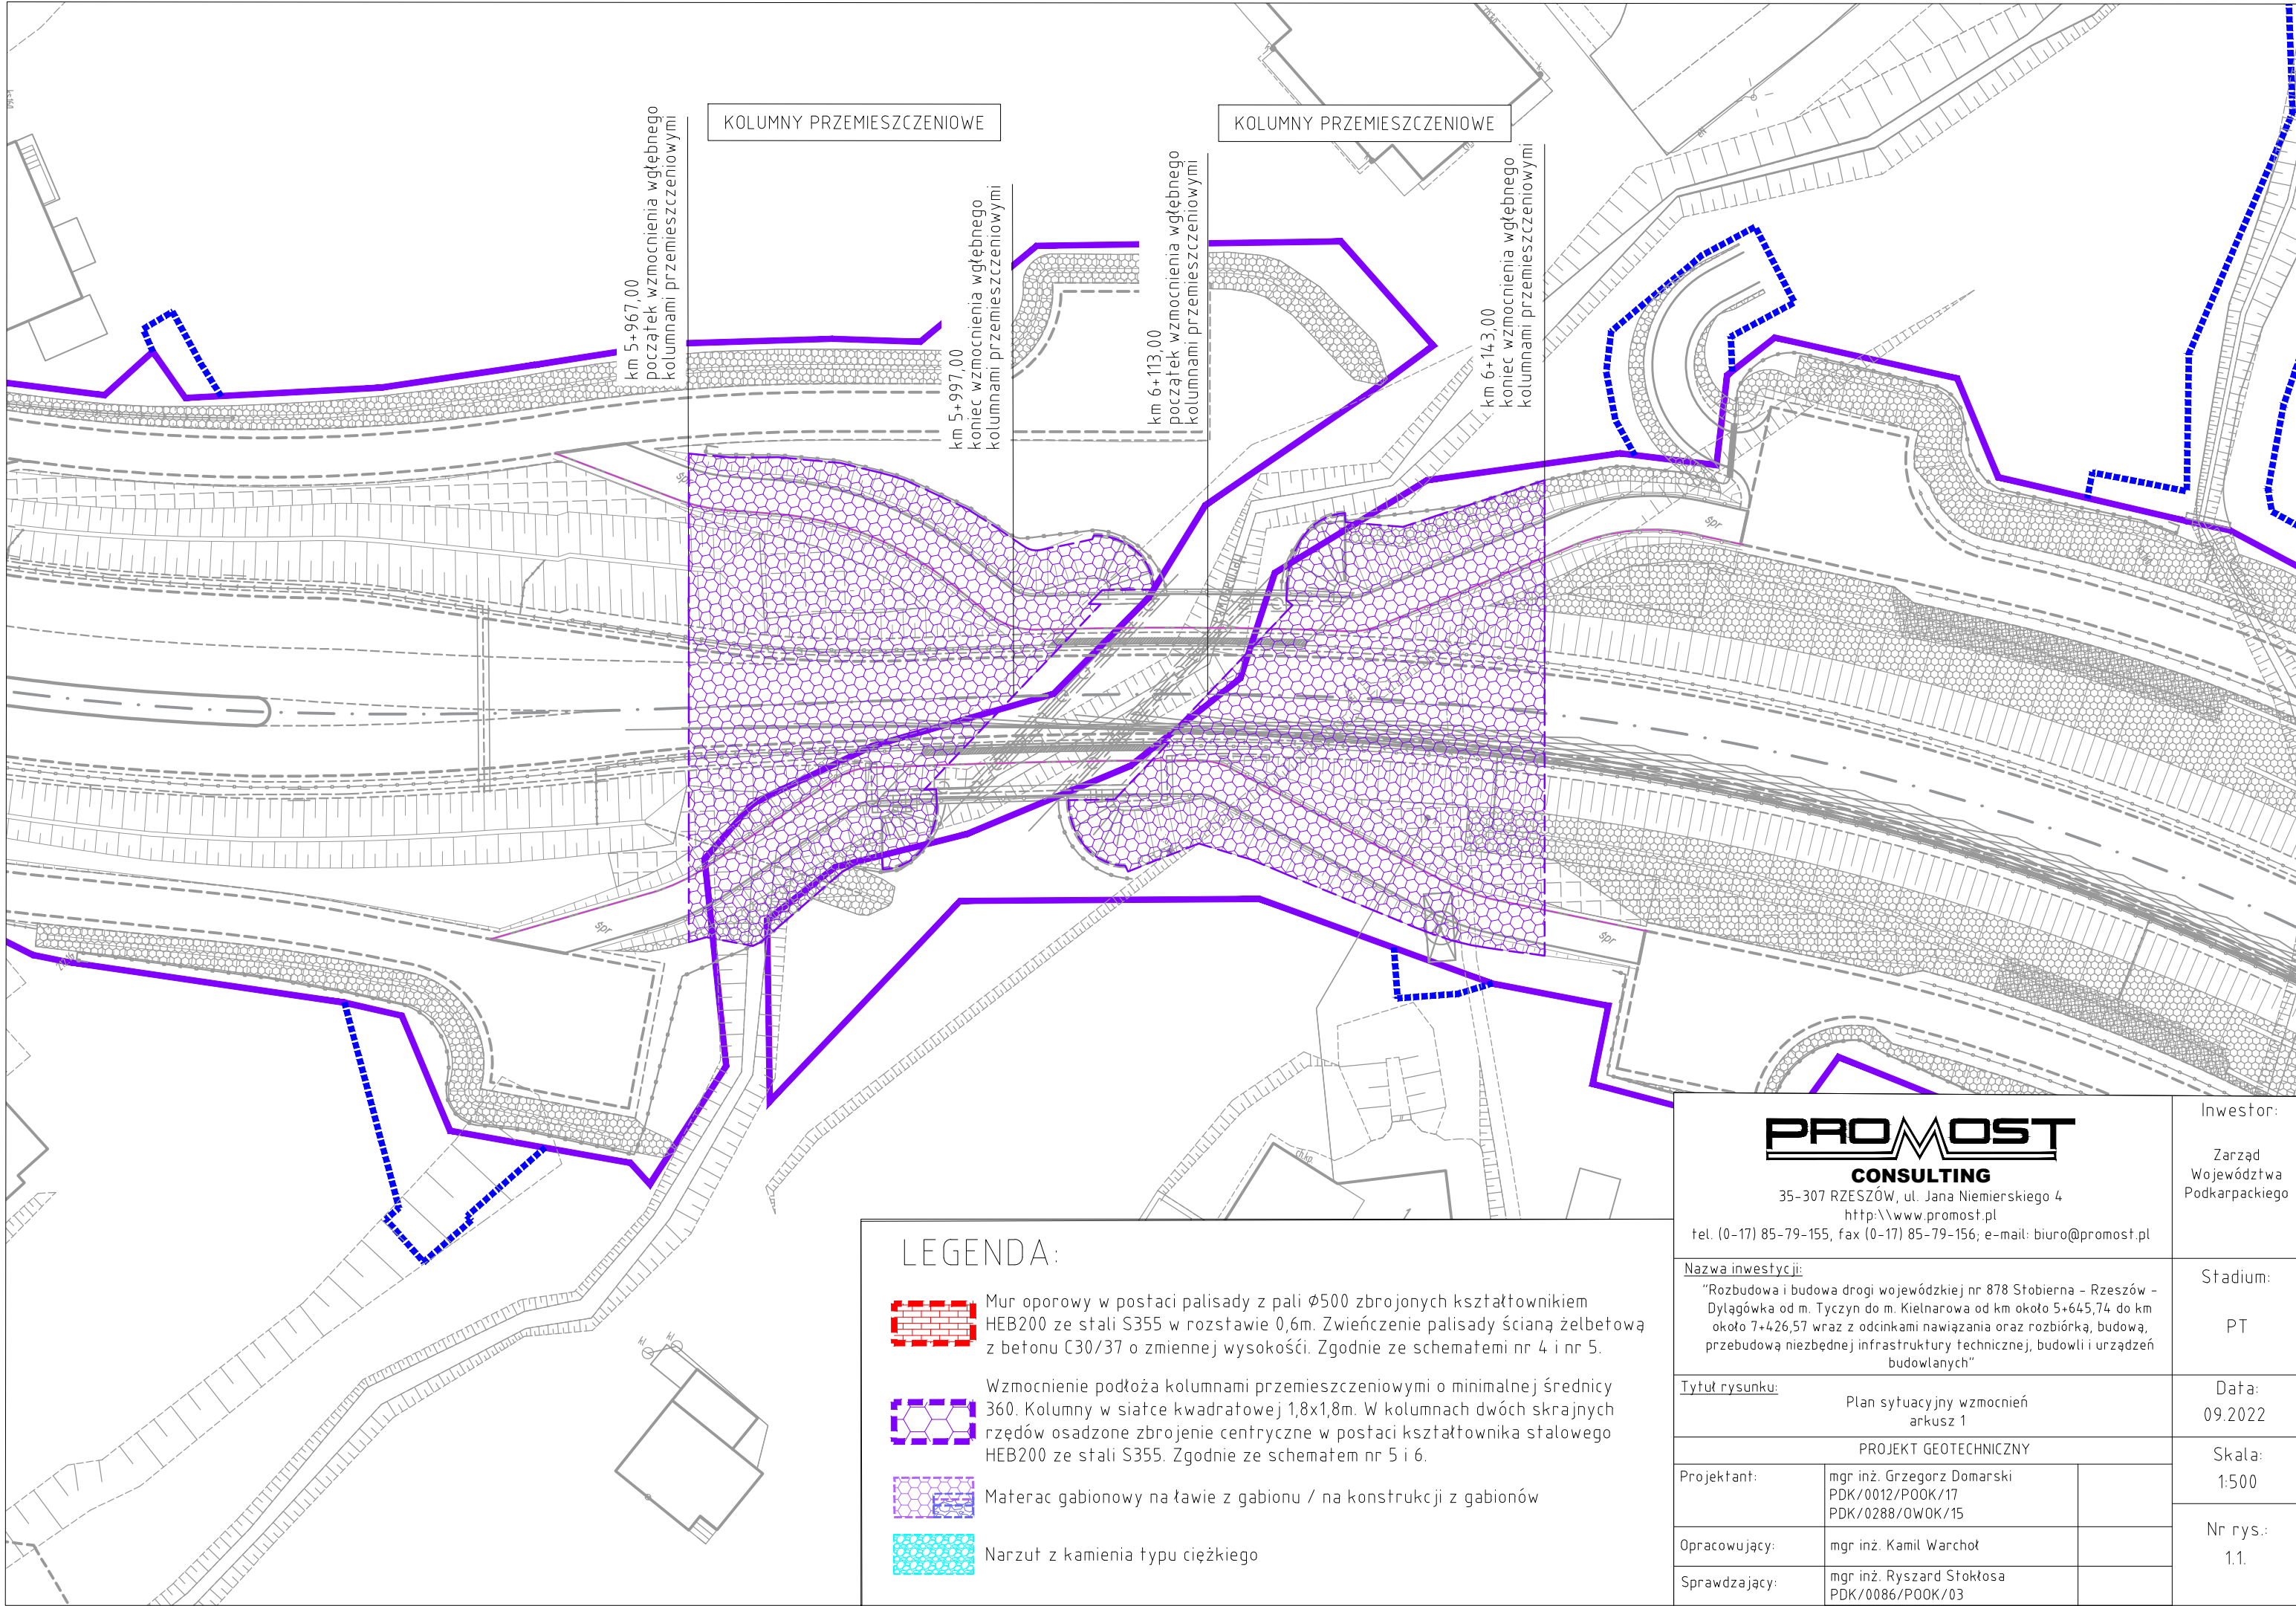 KOLUMNY PRZEMIESZCZENIOWE
KOLUMNY PRZEMIESZCZENIOWE
km 5+967,00
początek wzmocnienia wgłębnego
kolumnami przemieszczeniowymi
km 5+997,00
koniec wzmocnienia wgłębnego
kolumnami przemieszczeniowymi
km 6+113,00
początek wzmocnienia wgłębnego
kolumnami przemieszczeniowymi
km 6+143,00
koniec wzmocnienia wgłębnego
kolumnami przemieszczeniowymi
spr
spr
spr
spr
ch.kp.
kl
kl
LEGENDA:
Mur oporowy w postaci palisady z pali Ø500 zbrojonych kształtownikiem
HEB200 ze stali S355 w rozstawie 0,6m. Zwieńczenie palisady ścianą żelbetową
z betonu C30/37 o zmiennej wysokośći. Zgodnie ze schematemi nr 4 i nr 5.
Wzmocnienie podłoża kolumnami przemieszczeniowymi o minimalnej średnicy
360. Kolumny w siatce kwadratowej 1,8x1,8m. W kolumnach dwóch skrajnych
rzędów osadzone zbrojenie centryczne w postaci kształtownika stalowego
HEB200 ze stali S355. Zgodnie ze schematem nr 5 i 6.
Materac gabionowy na ławie z gabionu / na konstrukcji z gabionów
Narzut z kamienia typu ciężkiego
PROMOST
CONSULTING
35-307 RZESZÓW, ul. Jana Niemierskiego 4
http:\\www.promost.pl
tel. (0-17) 85-79-155, fax (0-17) 85-79-156; e-mail: biuro@promost.pl
Inwestor:
Zarząd
Województwa
Podkarpackiego
Nazwa inwestycji:
"Rozbudowa i budowa drogi wojewódzkiej nr 878 Stobierna - Rzeszów -
Dylągówka od m. Tyczyn do m. Kielnarowa od km około 5+645,74 do km
około 7+426,57 wraz z odcinkami nawiązania oraz rozbiórką, budową,
przebudową niezbędnej infrastruktury technicznej, budowli i urządzeń
budowlanych"
Stadium:
PT
Tytuł rysunku:
Plan sytuacyjny wzmocnień
arkusz 1
Data:
09.2022
PROJEKT GEOTECHNICZNY
Skala:
1:500
Projektant:
mgr inż. Grzegorz Domarski
PDK/0012/POOK/17
PDK/0288/OWOK/15
Opracowujący:
mgr inż. Kamil Warchoł
Nr rys.:
1.1.
Sprawdzający:
mgr inż. Ryszard Stokłosa
PDK/0086/POOK/03